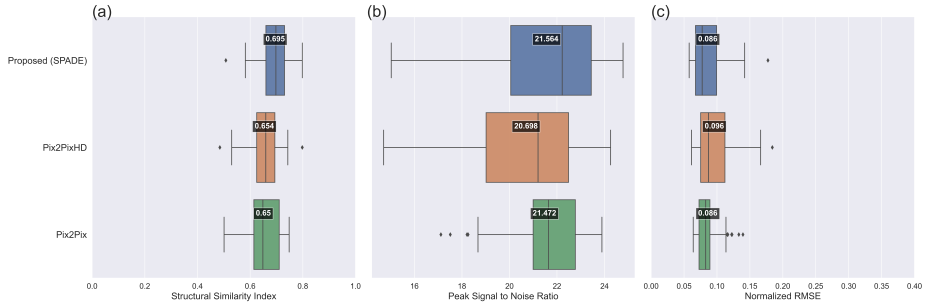 (a) (b) (c)
Proposed (SPADE) 0.695 21.564 0.086
Pix2PixHD 0.654 20.698 0.096
Pix2Pix 0.65 21.472 0.086
0.0 0.2 0.4 0.6 0.8 1.0 16 18 20 22 24 0.00 0.05 0.10 0.15 0.20 0.25 0.30 0.35 0.40
Structural Similarity Index Peak Signal to Noise Ratio Normalized RMSE